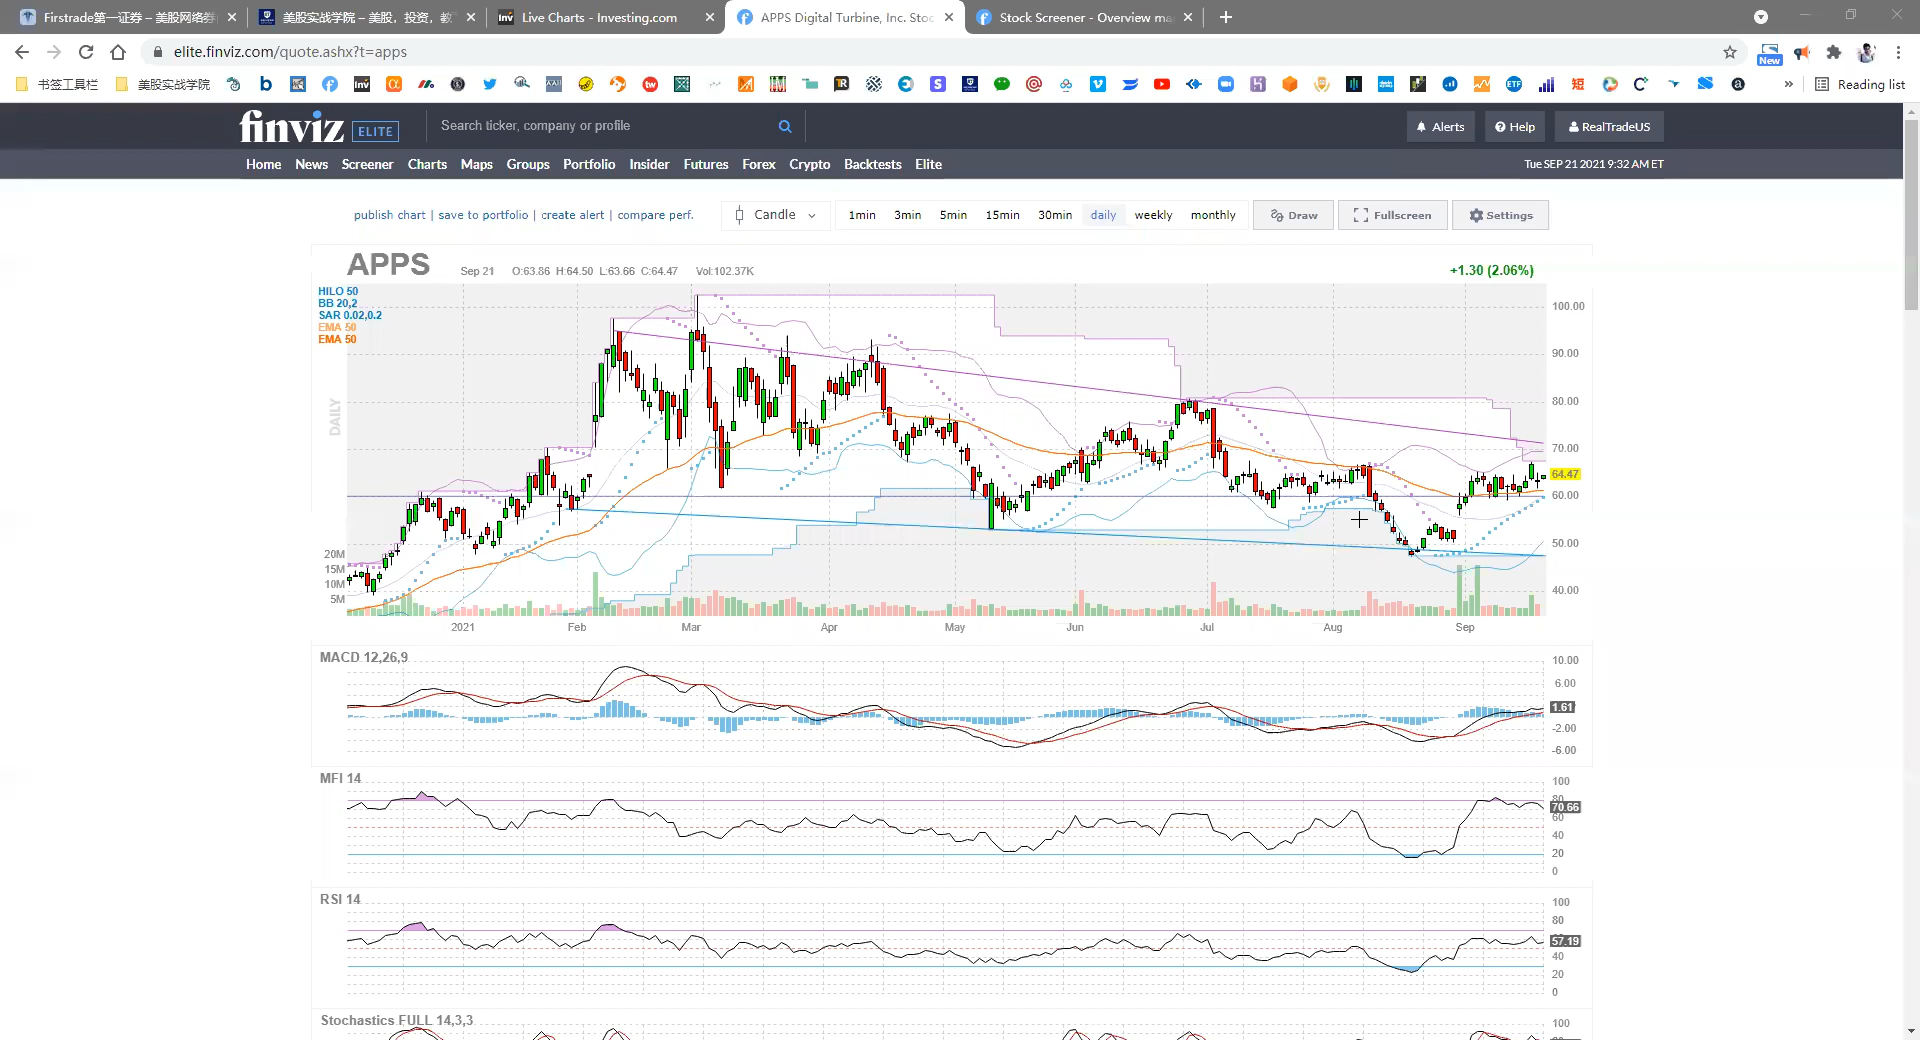 Firstrade第一证券 – 美股网络券
美股实战学院 – 美股，投资，教
Live Charts - Investing.com
APPS Digital Turbine, Inc. Stoc
Stock Screener - Overview ma
elite.finviz.com/quote.ashx?t=apps
New
书签工具栏
美股实战学院
Reading list
finviz ELITE
Search ticker, company or profile
Alerts
Help
RealTradeUS
Home News Screener Charts Maps Groups Portfolio Insider Futures Forex Crypto Backtests Elite
Tue SEP 21 2021 9:32 AM ET
publish chart | save to portfolio | create alert | compare perf.
Candle
1min 3min 5min 15min 30min daily weekly monthly
Draw
Fullscreen
Settings
APPS
Sep 21 O:63.86 H:64.50 L:63.66 C:64.47 Vol:102.37K
+1.30 (2.06%)
HILO 50
BB 20,2
SAR 0.02,0.2
EMA 50
EMA 50
DAILY
100.00
90.00
80.00
70.00
64.47
60.00
50.00
40.00
20M
15M
10M
5M
2021 Feb Mar Apr May Jun Jul Aug Sep
MACD 12,26,9
10.00
6.00
1.61
-2.00
-6.00
MFI 14
100
80
70.66
60
40
20
0
RSI 14
100
80
57.19
40
20
0
Stochastics FULL 14,3,3
100